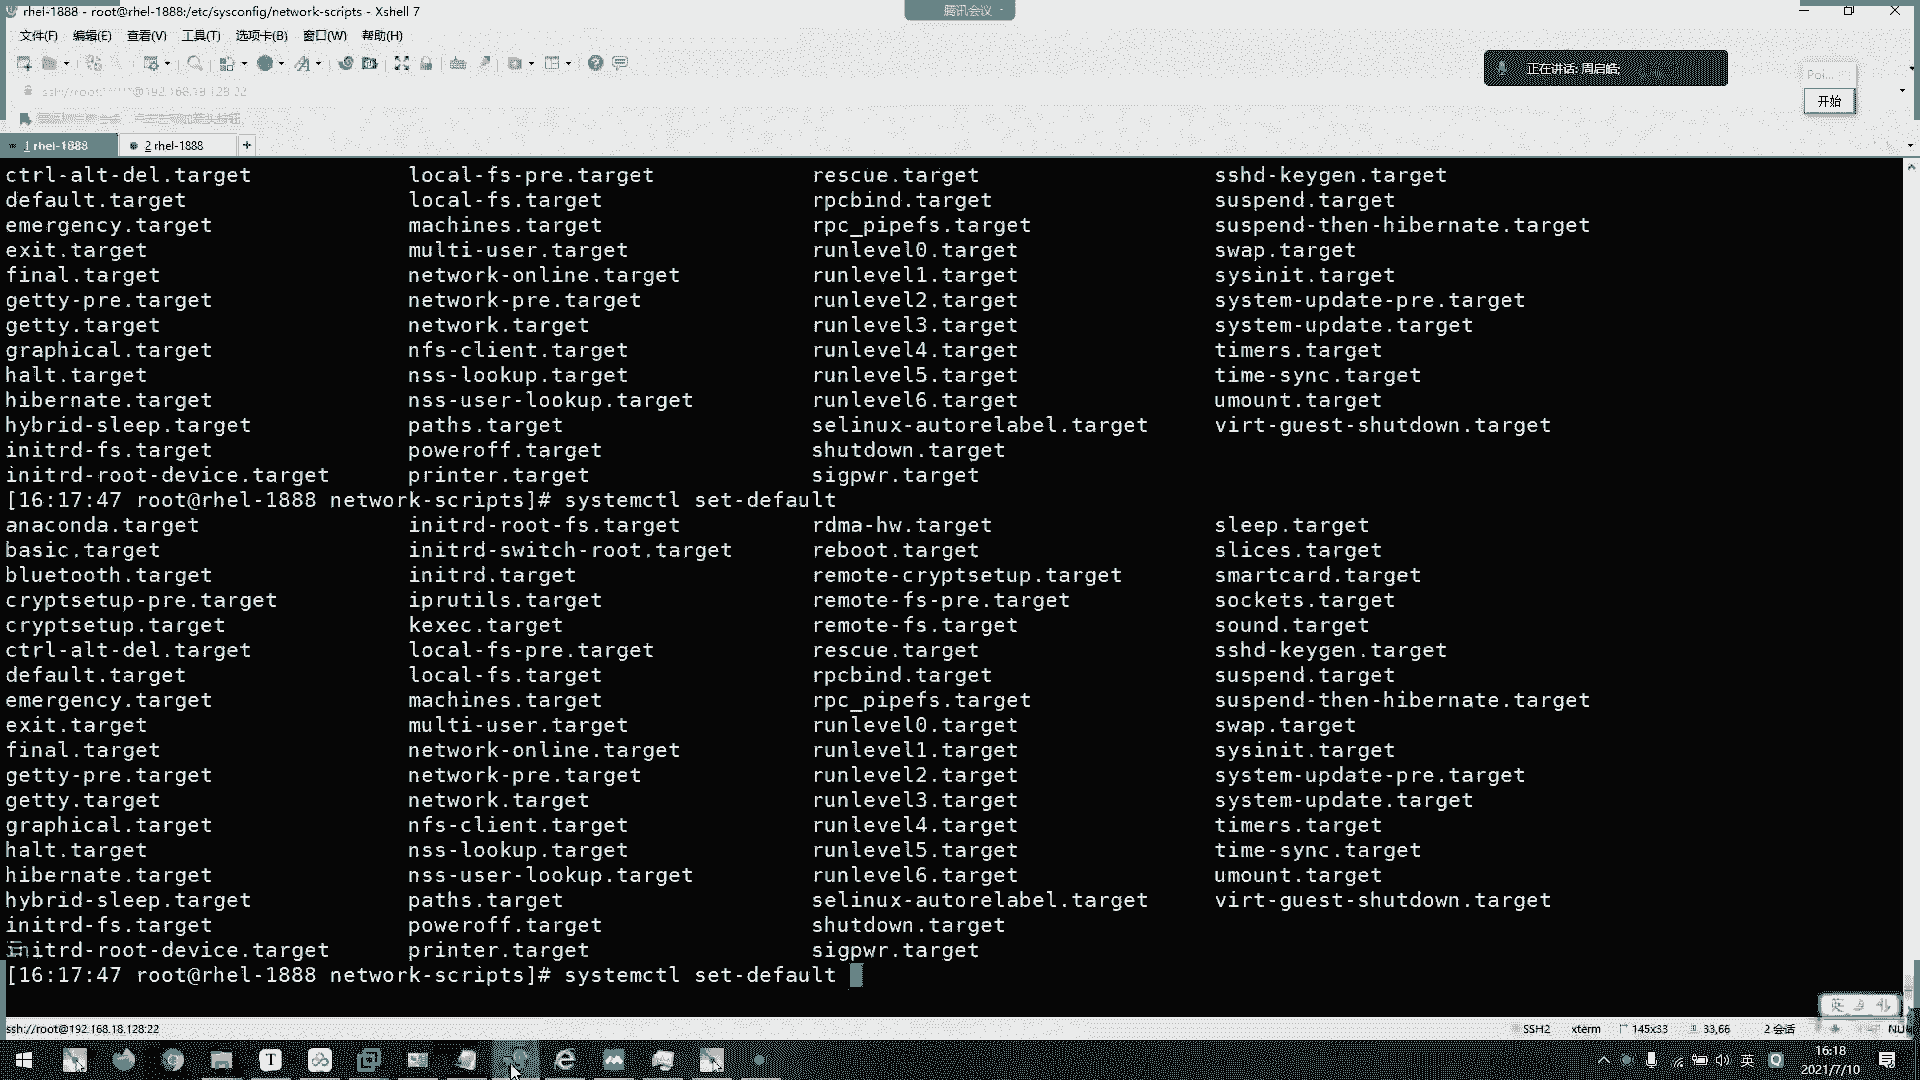 rhel-1888 - root@rhel-1888:/etc/sysconfig/network-scripts - Xshell 7
腾讯会议
文件(F) 编辑(E) 查看(V) 工具(T) 选项卡(B) 窗口(W) 帮助(H)
正在讲话: 周启皓;
Poi...
开始
ssh://root:*****@192.168.18.128:22
1 rhel-1888
2 rhel-1888
+
ctrl-alt-del.target local-fs-pre.target rescue.target sshd-keygen.target
default.target local-fs.target rpcbind.target suspend.target
emergency.target machines.target rpc_pipefs.target suspend-then-hibernate.target
exit.target multi-user.target runlevel0.target swap.target
final.target network-online.target runlevel1.target sysinit.target
getty-pre.target network-pre.target runlevel2.target system-update-pre.target
getty.target network.target runlevel3.target system-update.target
graphical.target nfs-client.target runlevel4.target timers.target
halt.target nss-lookup.target runlevel5.target time-sync.target
hibernate.target nss-user-lookup.target runlevel6.target umount.target
hybrid-sleep.target paths.target selinux-autorelabel.target virt-guest-shutdown.target
initrd-fs.target poweroff.target shutdown.target
initrd-root-device.target printer.target sigpwr.target
[16:17:47 root@rhel-1888 network-scripts]# systemctl set-default
anaconda.target initrd-root-fs.target rdma-hw.target sleep.target
basic.target initrd-switch-root.target reboot.target slices.target
bluetooth.target initrd.target remote-cryptsetup.target smartcard.target
cryptsetup-pre.target iprutils.target remote-fs-pre.target sockets.target
cryptsetup.target kexec.target remote-fs.target sound.target
ctrl-alt-del.target local-fs-pre.target rescue.target sshd-keygen.target
default.target local-fs.target rpcbind.target suspend.target
emergency.target machines.target rpc_pipefs.target suspend-then-hibernate.target
exit.target multi-user.target runlevel0.target swap.target
final.target network-online.target runlevel1.target sysinit.target
getty-pre.target network-pre.target runlevel2.target system-update-pre.target
getty.target network.target runlevel3.target system-update.target
graphical.target nfs-client.target runlevel4.target timers.target
halt.target nss-lookup.target runlevel5.target time-sync.target
hibernate.target nss-user-lookup.target runlevel6.target umount.target
hybrid-sleep.target paths.target selinux-autorelabel.target virt-guest-shutdown.target
initrd-fs.target poweroff.target shutdown.target
initrd-root-device.target printer.target sigpwr.target
[16:17:47 root@rhel-1888 network-scripts]# systemctl set-default
英
ssh://root@192.168.18.128:22 SSH2 xterm 145x33 33,66 2 会话
英
16:18
2021/7/10